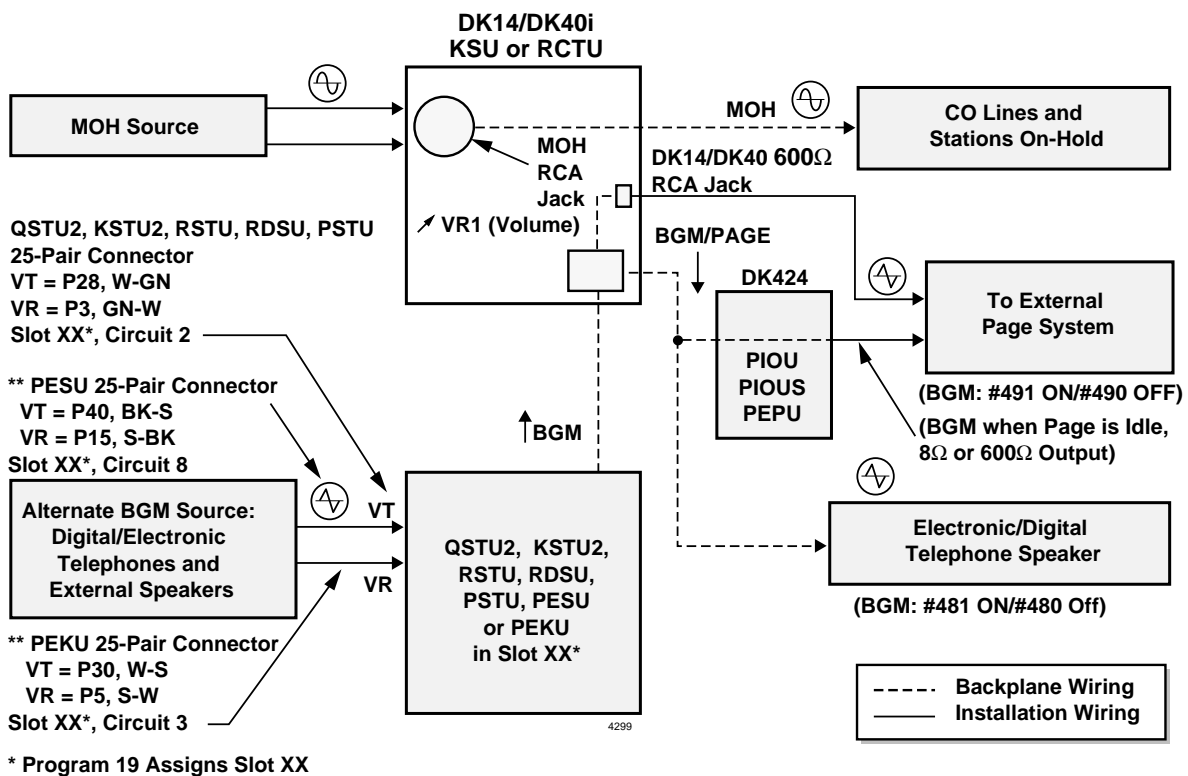 DK14/DK40i
KSU or RCTU
MOH Source
MOH
RCA
Jack
VR1 (Volume)
MOH
CO Lines and
Stations On-Hold
DK14/DK40 600Ω
RCA Jack
QSTU2, KSTU2, RSTU, RDSU, PSTU
25-Pair Connector
VT = P28, W-GN
VR = P3, GN-W
Slot XX*, Circuit 2
BGM/PAGE
DK424
PIOU
PIOUS
PEPU
To External
Page System
(BGM: #491 ON/#490 OFF)
(BGM when Page is Idle,
8Ω or 600Ω Output)
** PESU 25-Pair Connector
VT = P40, BK-S
VR = P15, S-BK
Slot XX*, Circuit 8
BGM
Alternate BGM Source:
Digital/Electronic
Telephones and
External Speakers
VT
VR
QSTU2, KSTU2,
RSTU, RDSU,
PSTU, PESU
or PEKU
in Slot XX*
Electronic/Digital
Telephone Speaker
(BGM: #481 ON/#480 Off)
** PEKU 25-Pair Connector
VT = P30, W-S
VR = P5, S-W
Slot XX*, Circuit 3
4299
Backplane Wiring
Installation Wiring
* Program 19 Assigns Slot XX